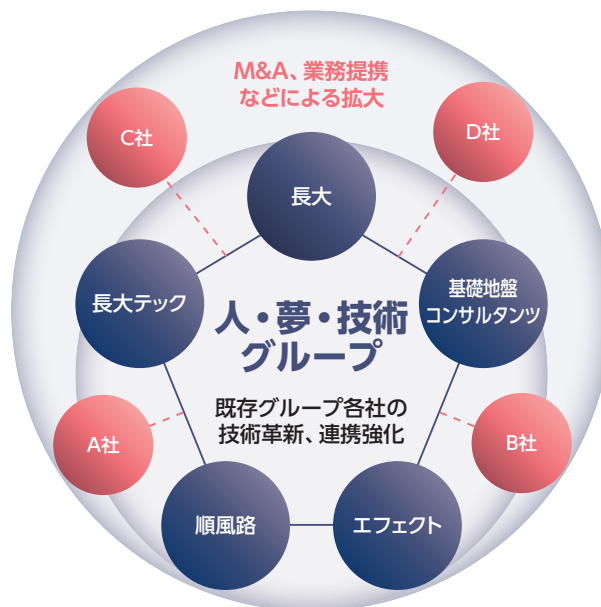 M&A、業務提携
などによる拡大
C社
D社
長大
長大テック
基礎地盤
コンサルタンツ
人・夢・技術
グループ
既存グループ各社の
技術革新、連携強化
A社
B社
順風路
エフェクト